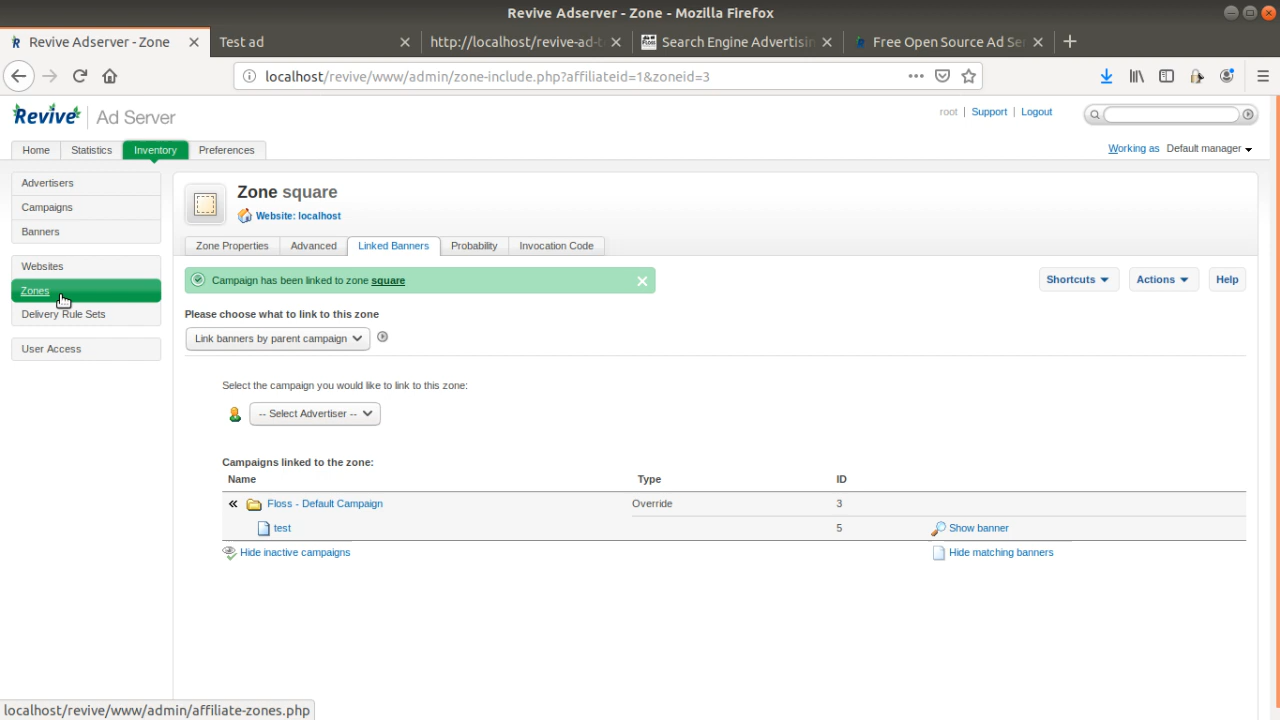 Revive Adserver - Zone - Mozilla Firefox
Revive Adserver - Zone
Test ad
http://localhost/revive-ad-t
Search Engine Advertisin
Free Open Source Ad Se
localhost/revive/www/admin/zone-include.php?affiliateid=1&zoneid=3
Revive Ad Server
root | Support | Logout
Home Statistics Inventory Preferences
Working as Default manager
Advertisers
Campaigns
Banners
Websites
Zones
Delivery Rule Sets
User Access
Zone square
Website: localhost
Zone Properties Advanced Linked Banners Probability Invocation Code
Campaign has been linked to zone square
Shortcuts Actions Help
Please choose what to link to this zone
Link banners by parent campaign
Select the campaign you would like to link to this zone:
-- Select Advertiser --
Campaigns linked to the zone:
Name Type ID
Floss - Default Campaign Override 3
test 5 Show banner
Hide inactive campaigns Hide matching banners
localhost/revive/www/admin/affiliate-zones.php